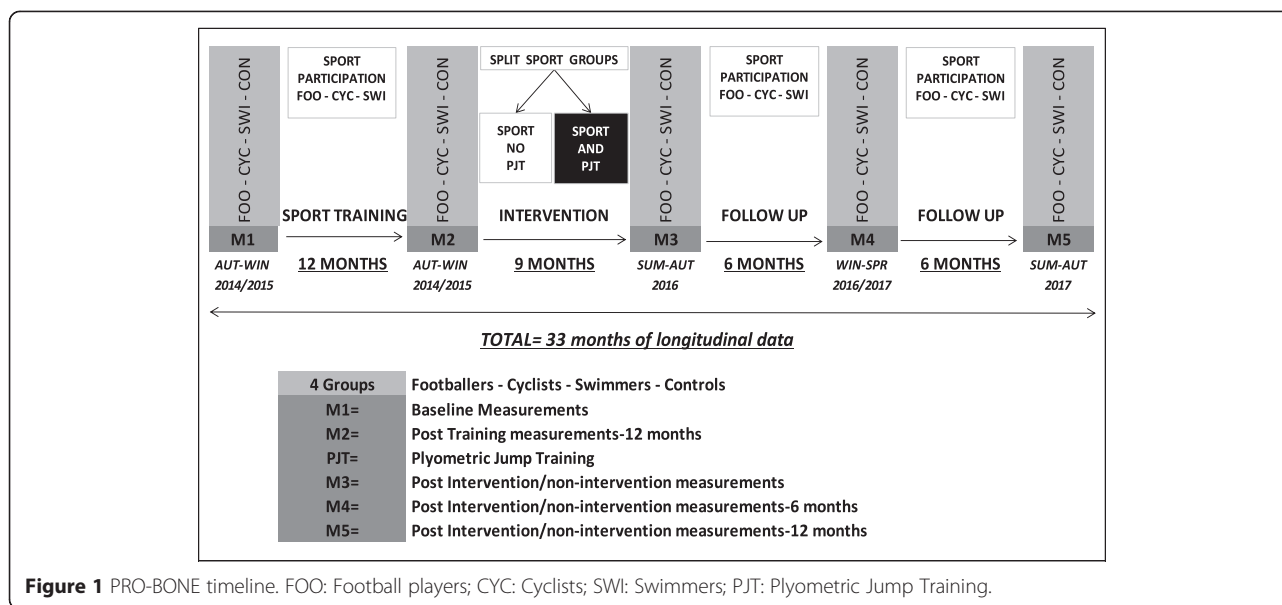 FOO - CYC - SWI - CON
SPORT
PARTICIPATION
FOO - CYC - SWI
FOO - CYC - SWI - CON
SPLIT SPORT GROUPS
SPORT
NO
PJT
SPORT
AND
PJT
FOO - CYC - SWI - CON
SPORT
PARTICIPATION
FOO - CYC - SWI
FOO - CYC - SWI - CON
SPORT
PARTICIPATION
FOO - CYC - SWI
FOO - CYC - SWI - CON
SPORT TRAINING
INTERVENTION
FOLLOW UP
FOLLOW UP
M1
M2
M3
M4
M5
AUT-WIN
2014/2015
12 MONTHS
AUT-WIN
2014/2015
9 MONTHS
SUM-AUT
2016
6 MONTHS
WIN-SPR
2016/2017
6 MONTHS
SUM-AUT
2017
TOTAL= 33 months of longitudinal data
4 Groups Footballers - Cyclists - Swimmers - Controls
M1= Baseline Measurements
M2= Post Training measurements-12 months
PJT= Plyometric Jump Training
M3= Post Intervention/non-intervention measurements
M4= Post Intervention/non-intervention measurements-6 months
M5= Post Intervention/non-intervention measurements-12 months
Figure 1 PRO-BONE timeline. FOO: Football players; CYC: Cyclists; SWI: Swimmers; PJT: Plyometric Jump Training.